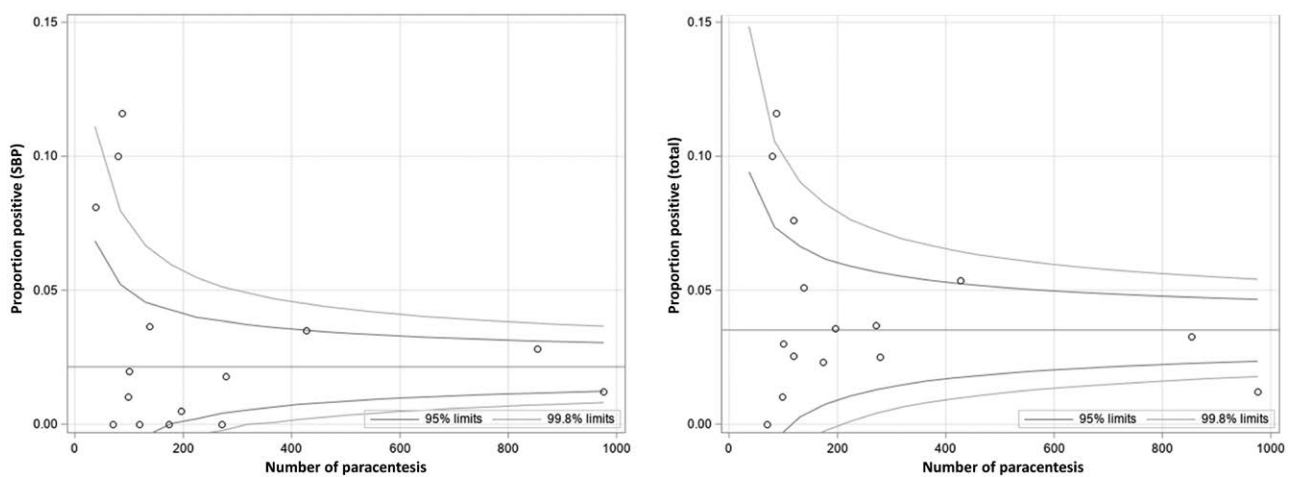 0.15
0.10
0.05
0.00
Proportion positive (SBP)
95% limits
99.8% limits
0
200
400
600
800
1000
Number of paracentesis
0.15
0.10
0.05
0.00
Proportion positive (total)
95% limits
99.8% limits
0
200
400
600
800
1000
Number of paracentesis